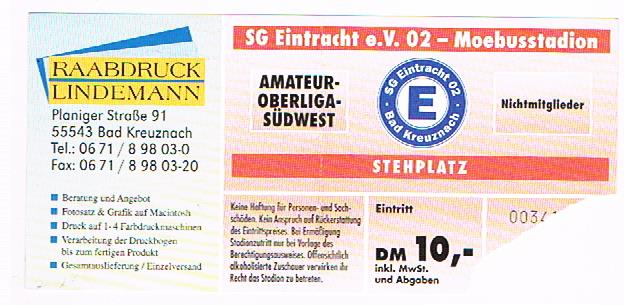 RAABDRUCK
LINDEMANN
Planiger Straße 91
55543 Bad Kreuznach
Tel.: 06 71 / 8 98 03-0
Fax: 06 71 / 8 98 03-20
Beratung und Angebot
Fotosatz & Grafik auf Macintosh
Druck auf 1-4 Farbdruckmaschinen
Verarbeitung der Druckbogen
bis zum fertigen Produkt
Gesamtauslieferung / Einzelversand
SG Eintracht e.V. 02 – Moebusstadion
AMATEUR-
OBERLIGA-
SÜDWEST
SG Eintracht 02
E
Bad Kreuznach
Nichtmitglieder
STEHPLATZ
Keine Haftung für Personen- und Sach-
schäden. Kein Anspruch auf Rückerstattung
des Eintrittspreises. Bei Ermäßigung
Stadionzutritt nur bei Vorlage des
Berechtigungsausweises. Offensichtlich
alkoholisierte Zuschauer verwirken ihr
Recht das Stadion zu betreten.
Eintritt
DM 10,-
inkl. MwSt.
und Abgaben
0034